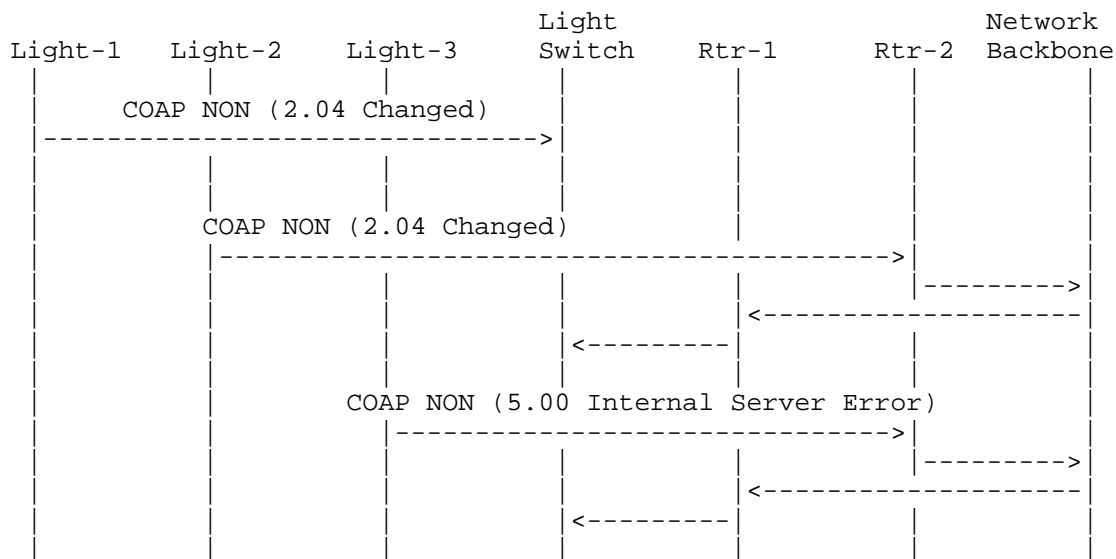 Light Network
Light-1 Light-2 Light-3 Switch Rtr-1 Rtr-2 Backbone
COAP NON (2.04 Changed)
COAP NON (2.04 Changed)
COAP NON (5.00 Internal Server Error)